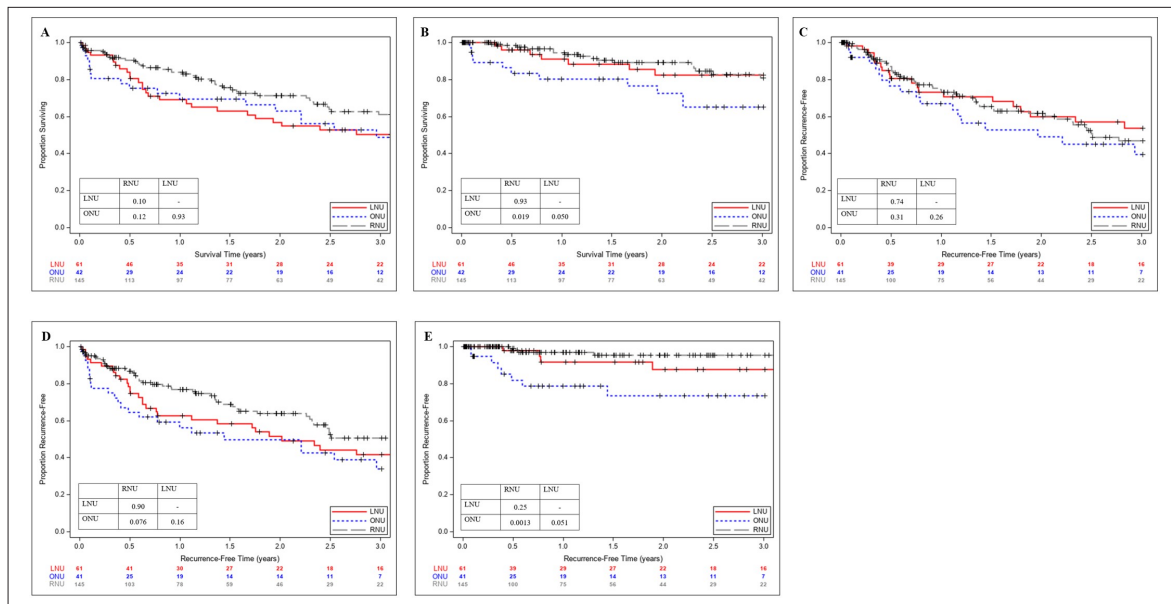 A
Proportion Surviving
1.0
0.8
0.6
0.4
0.2
0.0
RNU LNU
LNU 0.10 -
ONU 0.12 0.93
LNU
ONU
RNU
0.0 0.5 1.0 1.5 2.0 2.5 3.0
Survival Time (years)
LNU 61 46 35 31 28 24 22
ONU 42 29 24 22 19 16 12
RNU 145 113 97 77 63 49 42
B
Proportion Surviving
1.0
0.8
0.6
0.4
0.2
0.0
RNU LNU
LNU 0.93 -
ONU 0.019 0.050
LNU
ONU
RNU
0.0 0.5 1.0 1.5 2.0 2.5 3.0
Survival Time (years)
LNU 61 46 35 31 28 24 22
ONU 42 29 24 22 19 16 12
RNU 145 113 97 77 63 49 42
C
Proportion Recurrence-Free
1.0
0.8
0.6
0.4
0.2
0.0
RNU LNU
LNU 0.74 -
ONU 0.31 0.26
LNU
ONU
RNU
0.0 0.5 1.0 1.5 2.0 2.5 3.0
Recurrence-Free Time (years)
LNU 61 39 29 27 22 18 16
ONU 41 25 19 14 13 11 7
RNU 145 100 75 56 44 29 22
D
Proportion Recurrence-Free
1.0
0.8
0.6
0.4
0.2
0.0
RNU LNU
LNU 0.90 -
ONU 0.076 0.16
LNU
ONU
RNU
0.0 0.5 1.0 1.5 2.0 2.5 3.0
Recurrence-Free Time (years)
LNU 61 41 30 27 22 18 16
ONU 41 25 19 14 14 11 7
RNU 145 103 78 59 46 29 22
E
Proportion Recurrence-Free
1.0
0.8
0.6
0.4
0.2
0.0
RNU LNU
LNU 0.25 -
ONU 0.0013 0.051
LNU
ONU
RNU
0.0 0.5 1.0 1.5 2.0 2.5 3.0
Recurrence-Free Time (years)
LNU 61 39 29 27 22 18 16
ONU 41 25 19 14 13 11 7
RNU 145 100 75 56 44 29 22